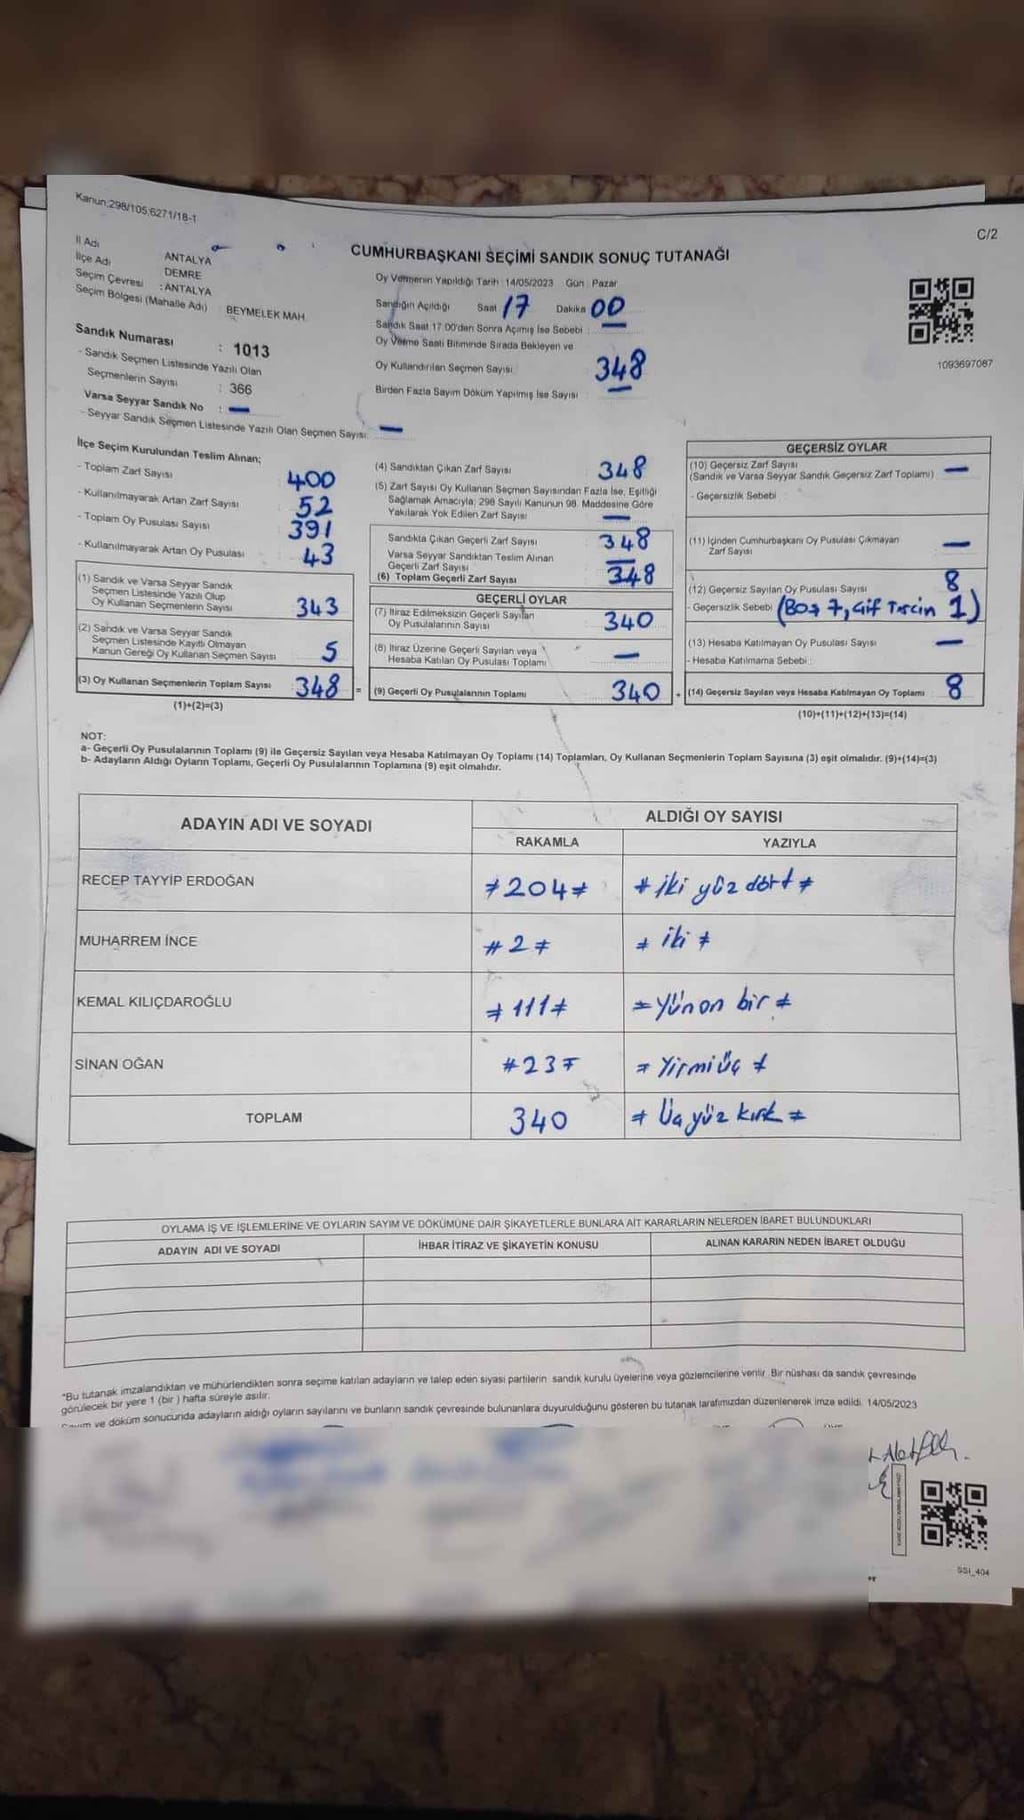 Kanun:298/105;6271/18-1
C/2
CUMHURBAŞKANI SEÇİMİ SANDIK SONUÇ TUTANAĞI
İl Adı ANTALYA
İlçe Adı DEMRE
Seçim Çevresi : ANTALYA
Seçim Bölgesi (Mahalle Adı) : BEYMELEK MAH.
Sandık Numarası : 1013
- Sandık Seçmen Listesinde Yazılı Olan
Seçmenlerin Sayısı : 366
Varsa Seyyar Sandık No : —
- Seyyar Sandık Seçmen Listesinde Yazılı Olan Seçmen Sayısı: —
Oy Vermenin Yapıldığı Tarih : 14/05/2023 Gün : Pazar
Sandığın Açıldığı Saat 17 Dakika 00
Sandık Saat 17.00'den Sonra Açımış İse Sebebi : —
Oy Verme Saati Bitiminde Sırada Bekleyen ve
Oy Kullandırılan Seçmen Sayısı : 348
Birden Fazla Sayım Döküm Yapılmış İse Sayısı —
1093697087
İlçe Seçim Kurulundan Teslim Alınan;
- Toplam Zarf Sayısı : 400
- Kullanılmayarak Artan Zarf Sayısı : 52
- Toplam Oy Pusulası Sayısı : 391
- Kullanılmayarak Artan Oy Pusulası : 43
(1) Sandık ve Varsa Seyyar Sandık
Seçmen Listesinde Yazılı Olup
Oy Kullanan Seçmenlerin Sayısı 343
(2) Sandık ve Varsa Seyyar Sandık
Seçmen Listesinde Kayıtlı Olmayan
Kanun Gereği Oy Kullanan Seçmen Sayısı 5
(3) Oy Kullanan Seçmenlerin Toplam Sayısı 348 =
(1)+(2)=(3)
(4) Sandıktan Çıkan Zarf Sayısı 348
(5) Zarf Sayısı Oy Kullanan Seçmen Sayısından Fazla İse, Eşitliği
Sağlamak Amacıyla; 298 Sayılı Kanunun 98. Maddesine Göre
Yakılarak Yok Edilen Zarf Sayısı —
Sandıkta Çıkan Geçerli Zarf Sayısı 348
Varsa Seyyar Sandıktan Teslim Alınan
Geçerli Zarf Sayısı —
(6) Toplam Geçerli Zarf Sayısı 348
GEÇERLİ OYLAR
(7) İtiraz Edilmeksizin Geçerli Sayılan
Oy Pusulalarının Sayısı 340
(8) İtiraz Üzerine Geçerli Sayılan veya
Hesaba Katılan Oy Pusulası Toplamı —
(9) Geçerli Oy Pusulalarının Toplamı 340 +
GEÇERSİZ OYLAR
(10) Geçersiz Zarf Sayısı
(Sandık ve Varsa Seyyar Sandık Geçersiz Zarf Toplamı) —
- Geçersizlik Sebebi :
(11) İçinden Cumhurbaşkanı Oy Pusulası Çıkmayan
Zarf Sayısı —
(12) Geçersiz Sayılan Oy Pusulası Sayısı 8
- Geçersizlik Sebebi : (Boş 7, Çif Tercin 1)
(13) Hesaba Katılmayan Oy Pusulası Sayısı —
- Hesaba Katılmama Sebebi :
(14) Geçersiz Sayılan veya Hesaba Katılmayan Oy Toplamı 8
(10)+(11)+(12)+(13)=(14)
NOT:
a- Geçerli Oy Pusulalarının Toplamı (9) ile Geçersiz Sayılan veya Hesaba Katılmayan Oy Toplamı (14) Toplamları, Oy Kullanan Seçmenlerin Toplam Sayısına (3) eşit olmalıdır. (9)+(14)=(3)
b- Adayların Aldığı Oyların Toplamı, Geçerli Oy Pusulalarının Toplamına (9) eşit olmalıdır.
ADAYIN ADI VE SOYADI ALDIĞI OY SAYISI
RAKAMLA YAZIYLA
RECEP TAYYİP ERDOĞAN ≠204≠ ≠ iki yüz dört ≠
MUHARREM İNCE #2≠ ≠ iki ≠
KEMAL KILIÇDAROĞLU ≠111≠ = Yünon bir ≠
SİNAN OĞAN #23≠ = Yirmi üç ≠
TOPLAM 340 ≠ Üç yüz kırk ≠
OYLAMA İŞ VE İŞLEMLERİNE VE OYLARIN SAYIM VE DÖKÜMÜNE DAİR ŞİKAYETLERLE BUNLARA AİT KARARLARIN NELERDEN İBARET BULUNDUKLARI
ADAYIN ADI VE SOYADI İHBAR İTİRAZ VE ŞİKAYETİN KONUSU ALINAN KARARIN NEDEN İBARET OLDUĞU
*Bu tutanak imzalandıktan ve mühürlendikten sonra seçime katılan adayların ve talep eden siyasi partilerin sandık kurulu üyelerine veya gözlemcilerine verilir. Bir nüshası da sandık çevresinde
görülecek bir yere 1 (bir ) hafta süreyle asılır.
ve döküm sonucunda adayların aldığı oyların sayılarını ve bunların sandık çevresinde bulunanlara duyurulduğunu gösteren bu tutanak tarafımızdan düzenlenerek imza edildi. 14/05/2023
SSI_404